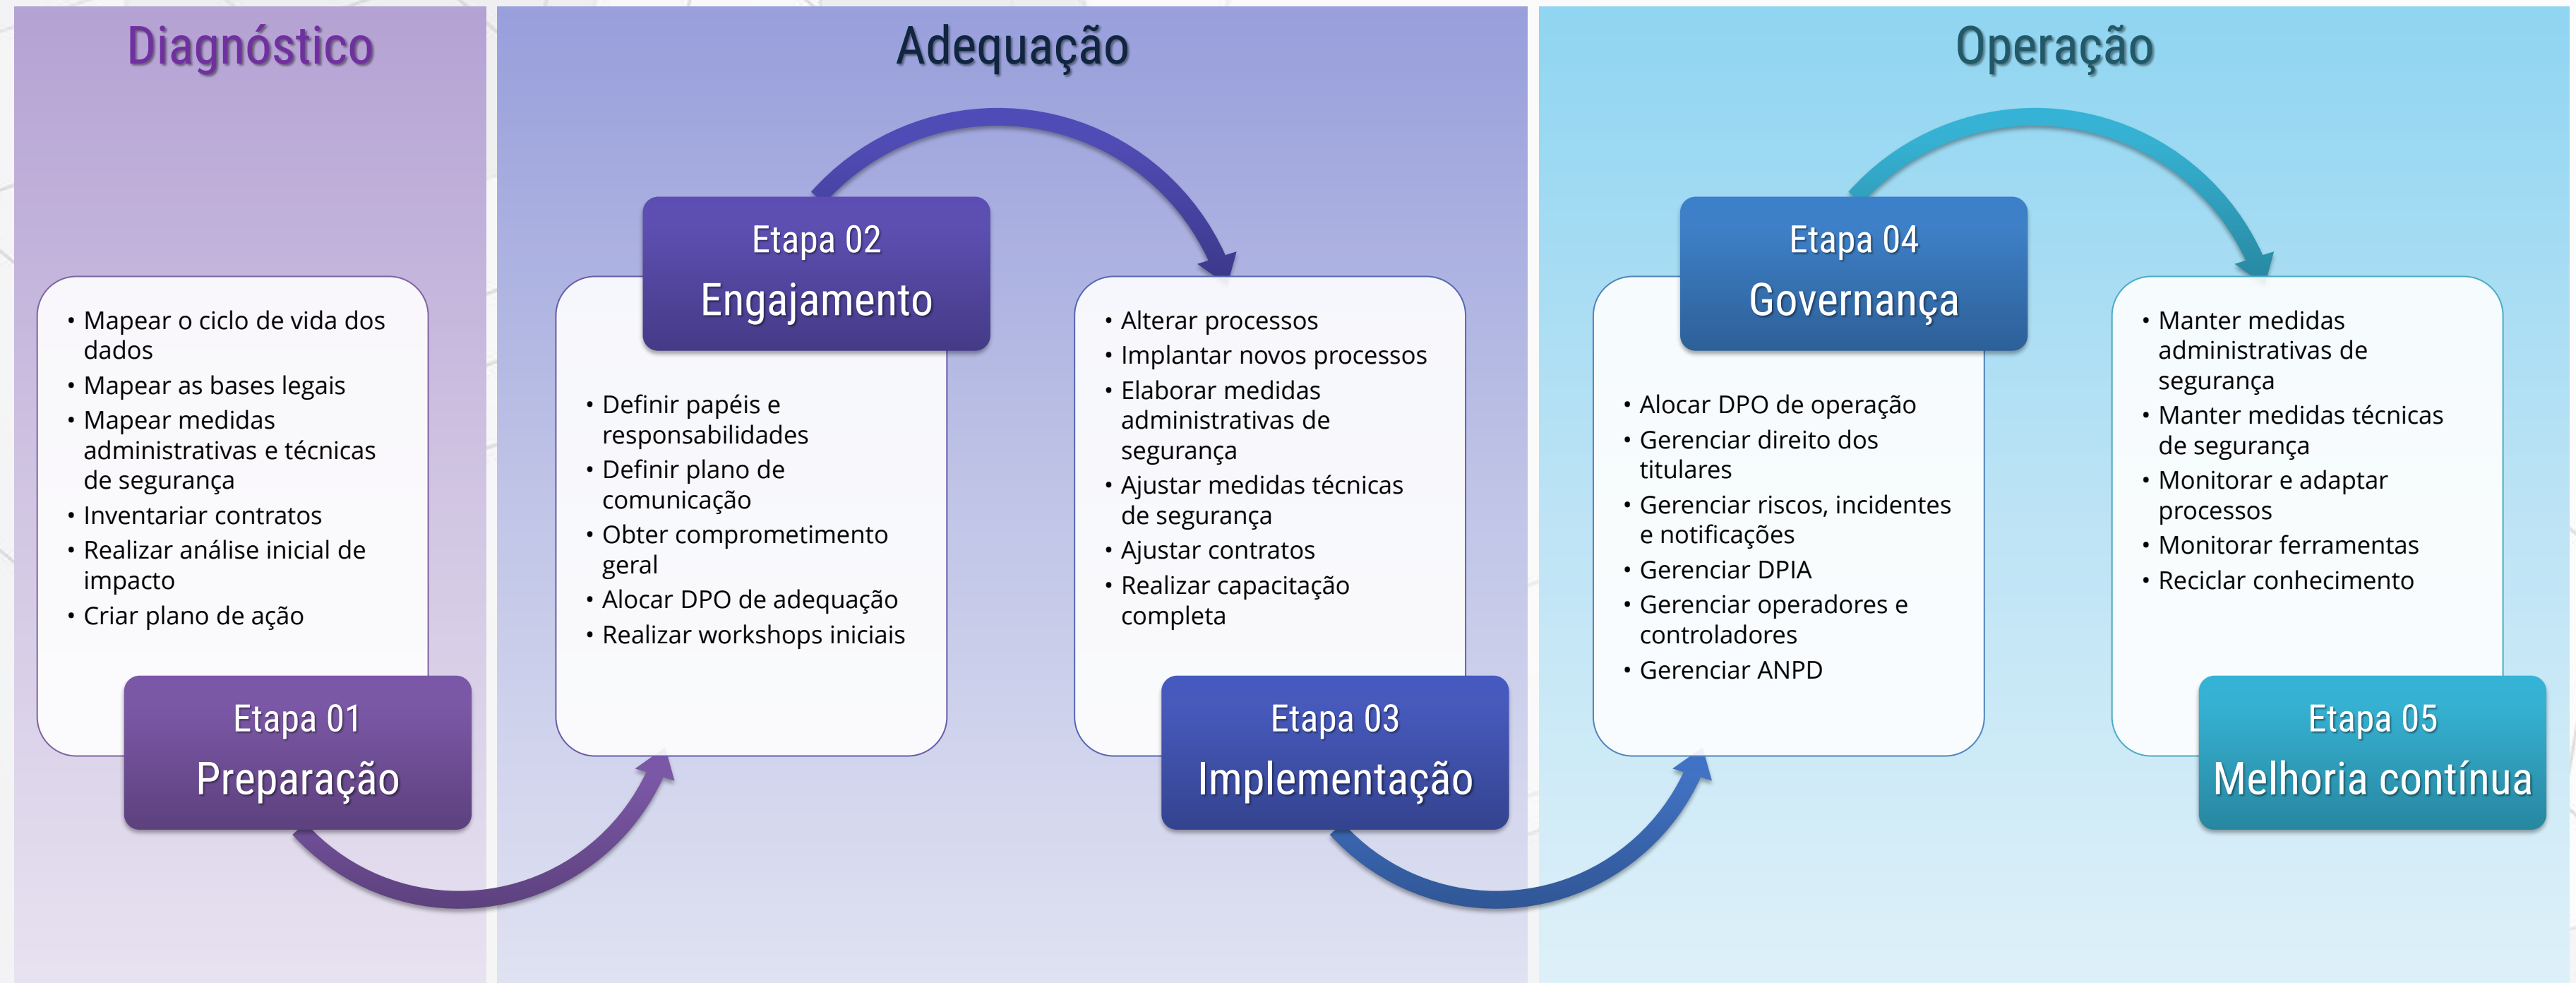 Diagnóstico
• Mapear o ciclo de vida dos
dados
• Mapear as bases legais
• Mapear medidas
administrativas e técnicas
de segurança
• Inventariar contratos
• Realizar análise inicial de
impacto
• Criar plano de ação
Etapa 01
Preparação
Adequação
Etapa 02
Engajamento
• Definir papéis e
responsabilidades
• Definir plano de
comunicação
• Obter comprometimento
geral
• Alocar DPO de adequação
• Realizar workshops iniciais
• Alterar processos
• Implantar novos processos
• Elaborar medidas
administrativas de
segurança
• Ajustar medidas técnicas
de segurança
• Ajustar contratos
• Realizar capacitação
completa
Etapa 03
Implementação
Operação
Etapa 04
Governança
• Alocar DPO de operação
• Gerenciar direito dos
titulares
• Gerenciar riscos, incidentes
e notificações
• Gerenciar DPIA
• Gerenciar operadores e
controladores
• Gerenciar ANPD
• Manter medidas
administrativas de
segurança
• Manter medidas técnicas
de segurança
• Monitorar e adaptar
processos
• Monitorar ferramentas
• Reciclar conhecimento
Etapa 05
Melhoria contínua